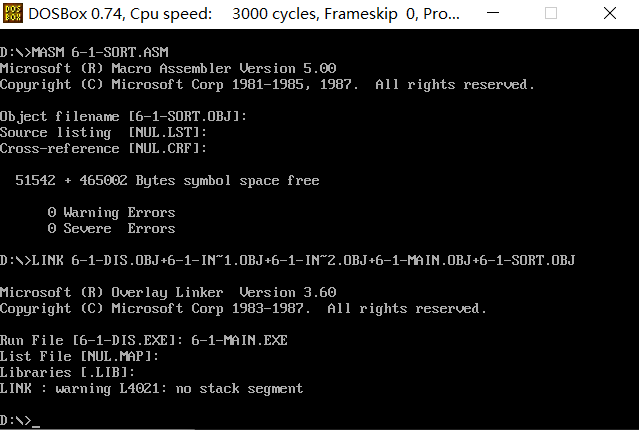 DOSBox 0.74, Cpu speed:    3000 cycles, Frameskip  0, Pro...
D:\>MASM 6-1-SORT.ASM
Microsoft (R) Macro Assembler Version 5.00
Copyright (C) Microsoft Corp 1981-1985, 1987.  All rights reserved.
Object filename [6-1-SORT.OBJ]:
Source listing  [NUL.LST]:
Cross-reference [NUL.CRF]:
  51542 + 465002 Bytes symbol space free
      0 Warning Errors
      0 Severe  Errors
D:\>LINK 6-1-DIS.OBJ+6-1-IN~1.OBJ+6-1-IN~2.OBJ+6-1-MAIN.OBJ+6-1-SORT.OBJ
Microsoft (R) Overlay Linker  Version 3.60
Copyright (C) Microsoft Corp 1983-1987.  All rights reserved.
Run File [6-1-DIS.EXE]: 6-1-MAIN.EXE
List File [NUL.MAP]:
Libraries [.LIB]:
LINK : warning L4021: no stack segment
D:\>_